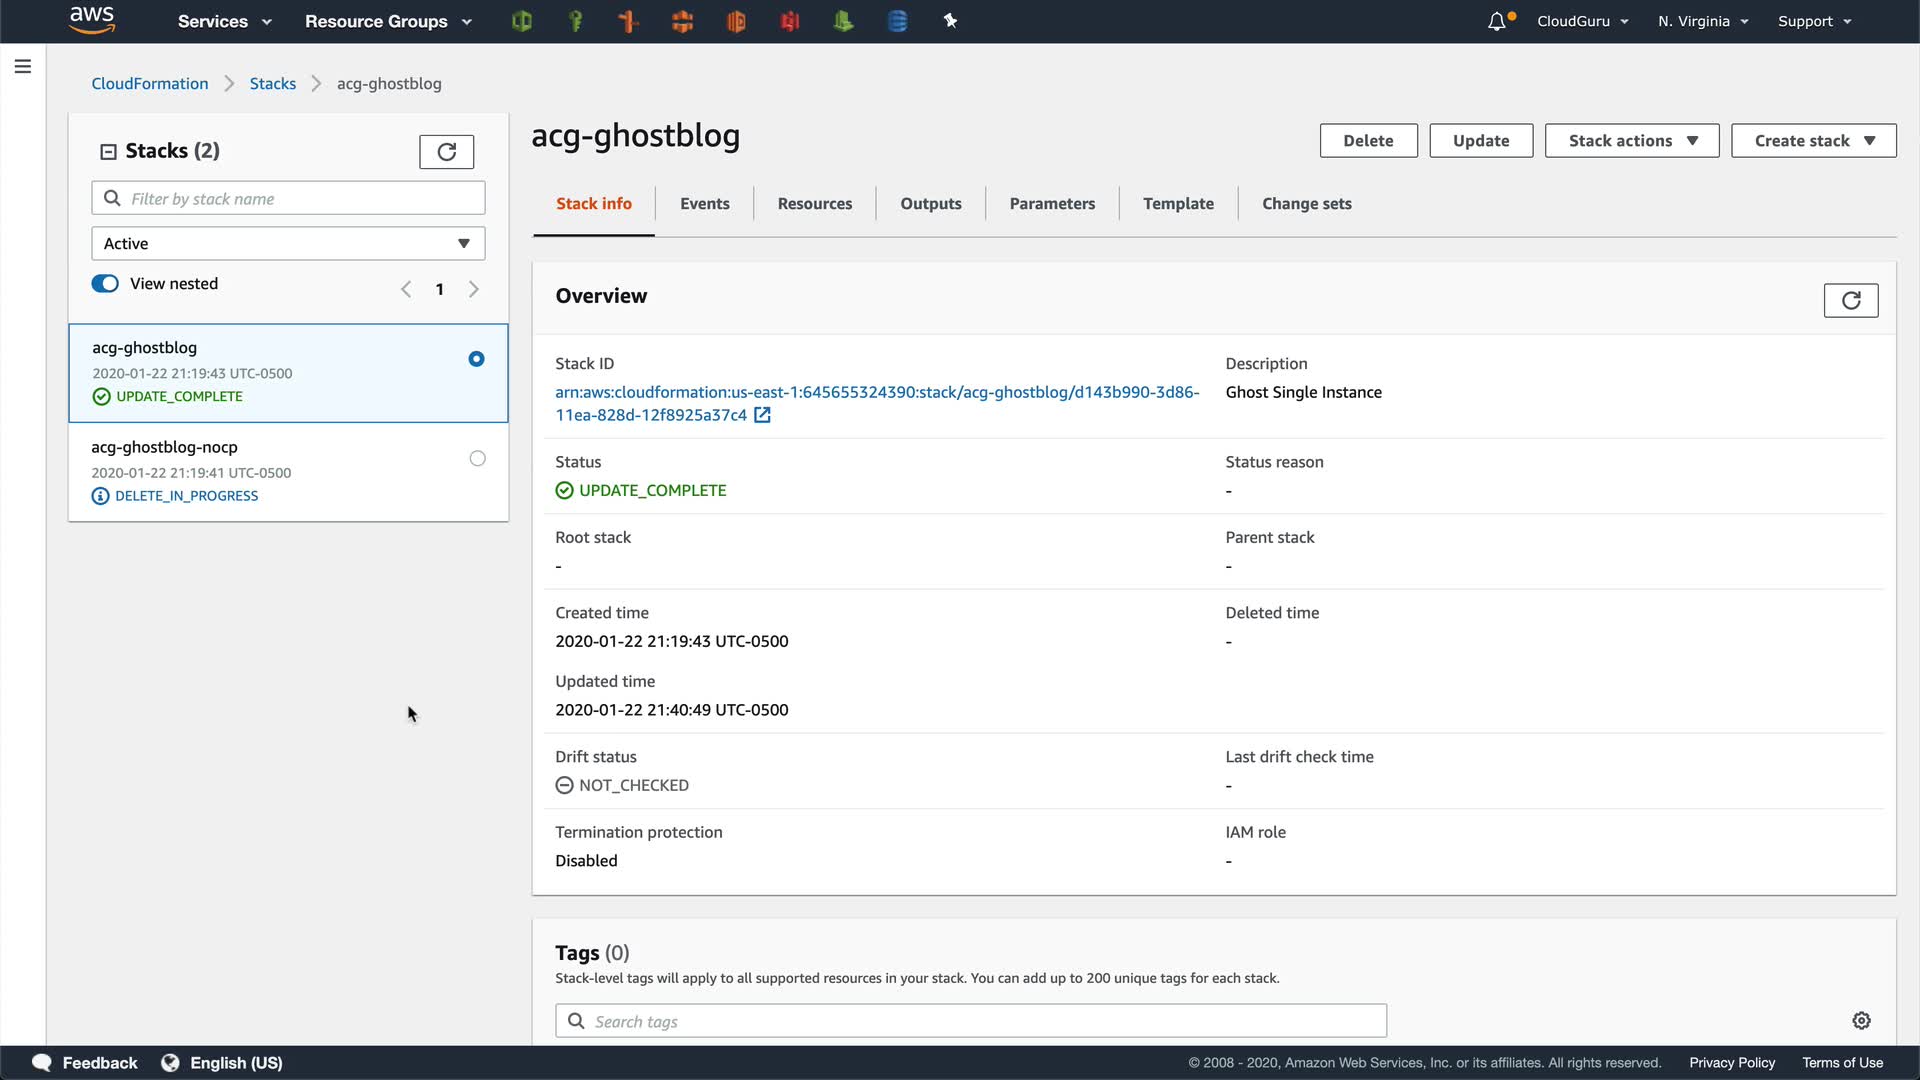 aws Services Resource Groups CloudGuru N. Virginia Support
CloudFormation Stacks acg-ghostblog
Stacks (2)
Filter by stack name
Active
View nested 1
acg-ghostblog
2020-01-22 21:19:43 UTC-0500
UPDATE_COMPLETE
acg-ghostblog-nocp
2020-01-22 21:19:41 UTC-0500
DELETE_IN_PROGRESS
acg-ghostblog
Delete Update Stack actions Create stack
Stack info Events Resources Outputs Parameters Template Change sets
Overview
Stack ID
arn:aws:cloudformation:us-east-1:645655324390:stack/acg-ghostblog/d143b990-3d86-
11ea-828d-12f8925a37c4
Description
Ghost Single Instance
Status
UPDATE_COMPLETE
Status reason
-
Root stack
-
Parent stack
-
Created time
2020-01-22 21:19:43 UTC-0500
Deleted time
-
Updated time
2020-01-22 21:40:49 UTC-0500
Drift status
NOT_CHECKED
Last drift check time
-
Termination protection
Disabled
IAM role
-
Tags (0)
Stack-level tags will apply to all supported resources in your stack. You can add up to 200 unique tags for each stack.
Search tags
Feedback English (US) © 2008 - 2020, Amazon Web Services, Inc. or its affiliates. All rights reserved. Privacy Policy Terms of Use